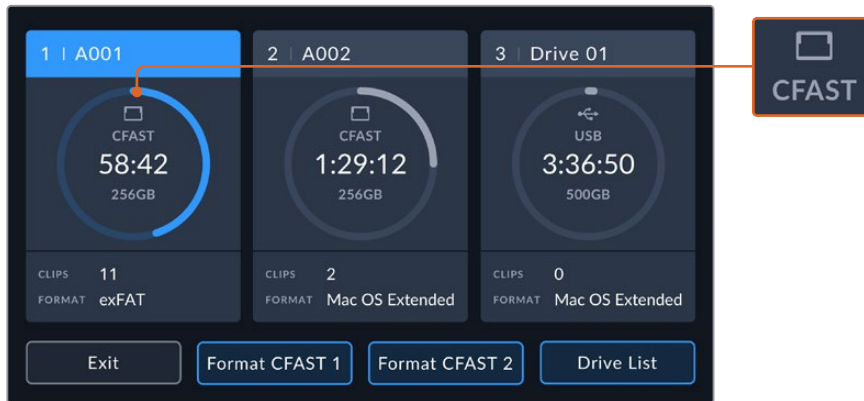 1 | A001
2 | A002
3 | Drive 01
CFAST
CFAST
58:42
256GB
CFAST
1:29:12
256GB
USB
3:36:50
500GB
CLIPS 11
FORMAT exFAT
CLIPS 2
FORMAT Mac OS Extended
CLIPS 0
FORMAT Mac OS Extended
Exit
Format CFAST 1
Format CFAST 2
Drive List